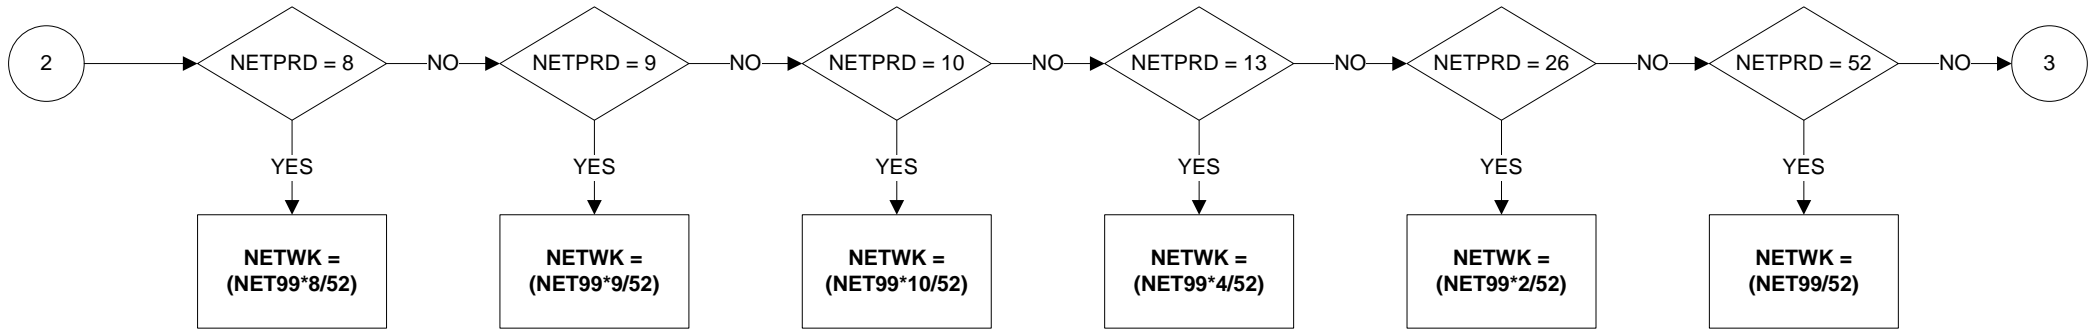 2
NETPRD = 8
NO
NETPRD = 9
NO
NETPRD = 10
NO
NETPRD = 13
NO
NETPRD = 26
NO
NETPRD = 52
NO
3
YES
YES
YES
YES
YES
YES
NETWK =
(NET99*8/52)
NETWK =
(NET99*9/52)
NETWK =
(NET99*10/52)
NETWK =
(NET99*4/52)
NETWK =
(NET99*2/52)
NETWK =
(NET99/52)